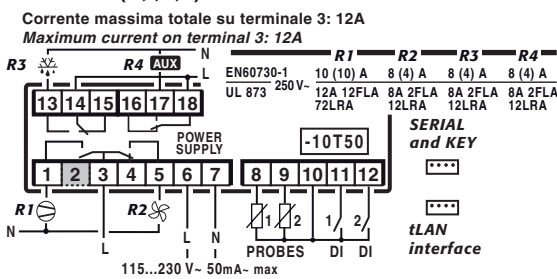 Corrente massima totale su terminale 3: 12A
Maximum current on terminal 3: 12A
R3 R4 AUX N L
R1 R2 R3 R4
EN60730-1 250 V~ 10 (10) A 8 (4) A 8 (4) A 8 (4) A
UL 873 12A 12FLA 72LRA 8A 2FLA 12LRA 8A 2FLA 12LRA 8A 2FLA 12LRA
13 14 15 16 17 18
POWER SUPPLY
-10T50
SERIAL and KEY
1 2 3 4 5 6 7 8 9 10 11 12
R1 R2
N L L N
1 2 1 2
PROBES DI DI
tLAN interface
115...230 V~ 50mA~ max